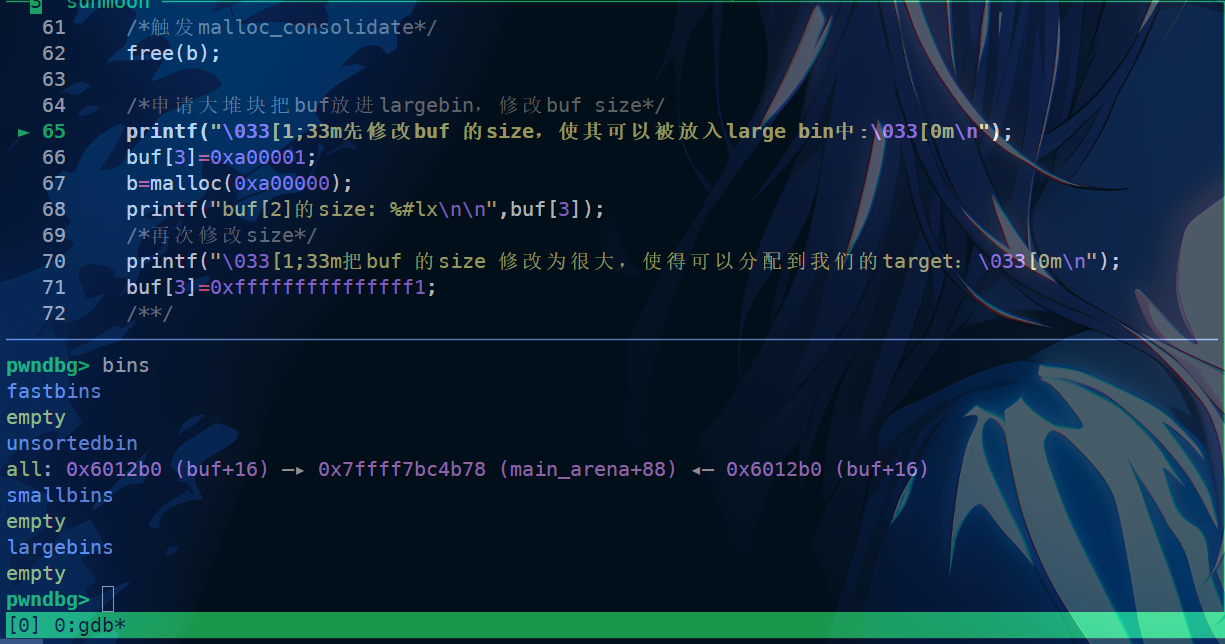 s sunmoon
61 /*触发malloc_consolidate*/
62 free(b);
63
64 /*申请大堆块把buf放进largebin，修改buf size*/
► 65 printf("\033[1;33m先修改buf 的size，使其可以被放入large bin中:\033[0m\n");
66 buf[3]=0xa00001;
67 b=malloc(0xa00000);
68 printf("buf[2]的size: %#lx\n\n",buf[3]);
69 /*再次修改size*/
70 printf("\033[1;33m把buf 的size 修改为很大，使得可以分配到我们的target：\033[0m\n");
71 buf[3]=0xfffffffffffffff1;
72 /**/
pwndbg> bins
fastbins
empty
unsortedbin
all: 0x6012b0 (buf+16) —▸ 0x7ffff7bc4b78 (main_arena+88) ◂— 0x6012b0 (buf+16)
smallbins
empty
largebins
empty
pwndbg>
[0] 0:gdb*